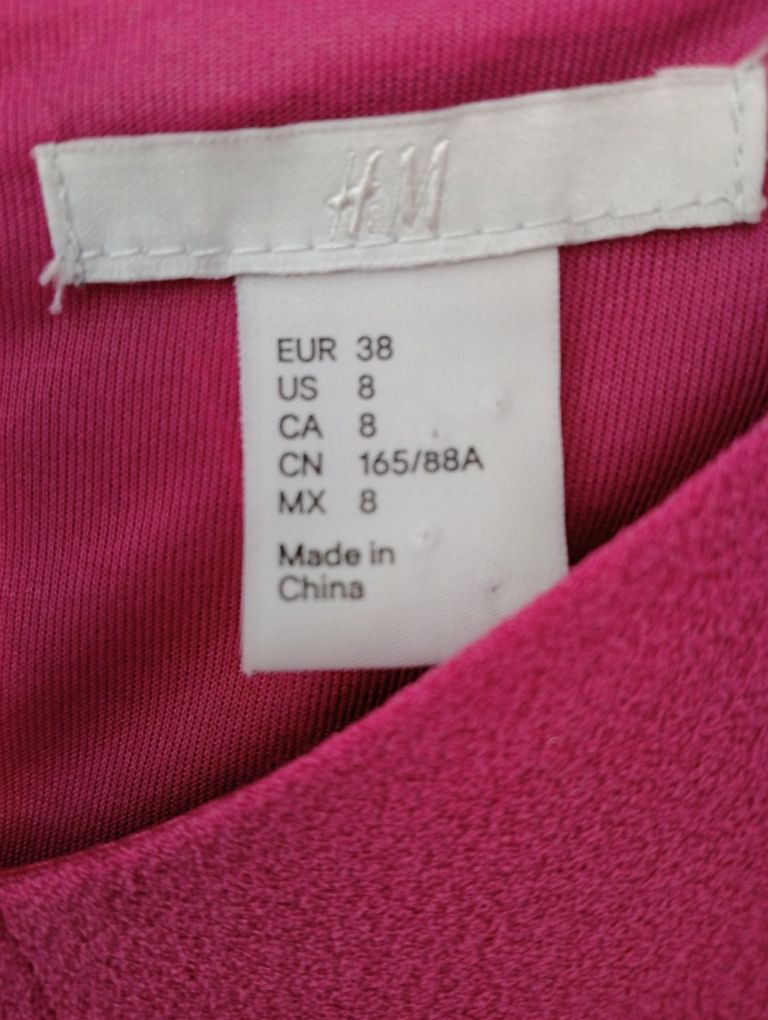 H&M
EUR 38
US 8
CA 8
CN 165/88A
MX 8
Made in
China